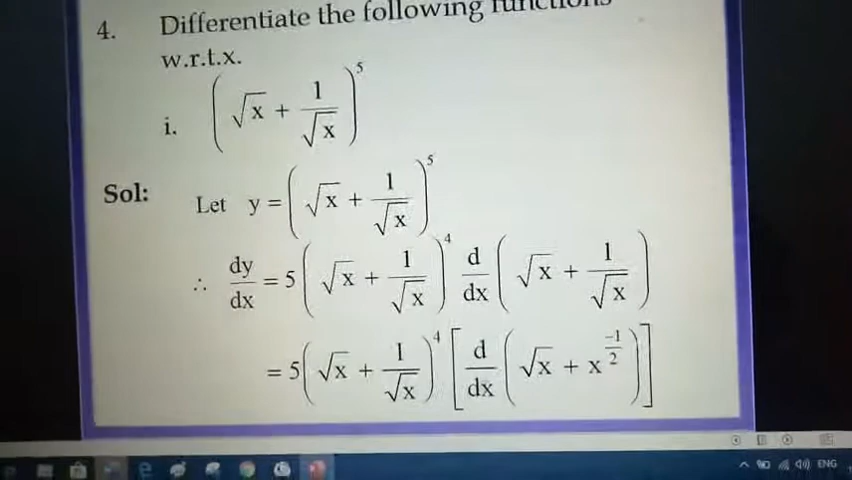 4. Differentiate the following functions
w.r.t.x.
i. (√x + 1/√x)^5
Sol: Let y = (√x + 1/√x)^5
∴ dy/dx = 5(√x + 1/√x)^4 d/dx (√x + 1/√x)
= 5(√x + 1/√x)^4 [d/dx (√x + x^(-1/2))]
ENG